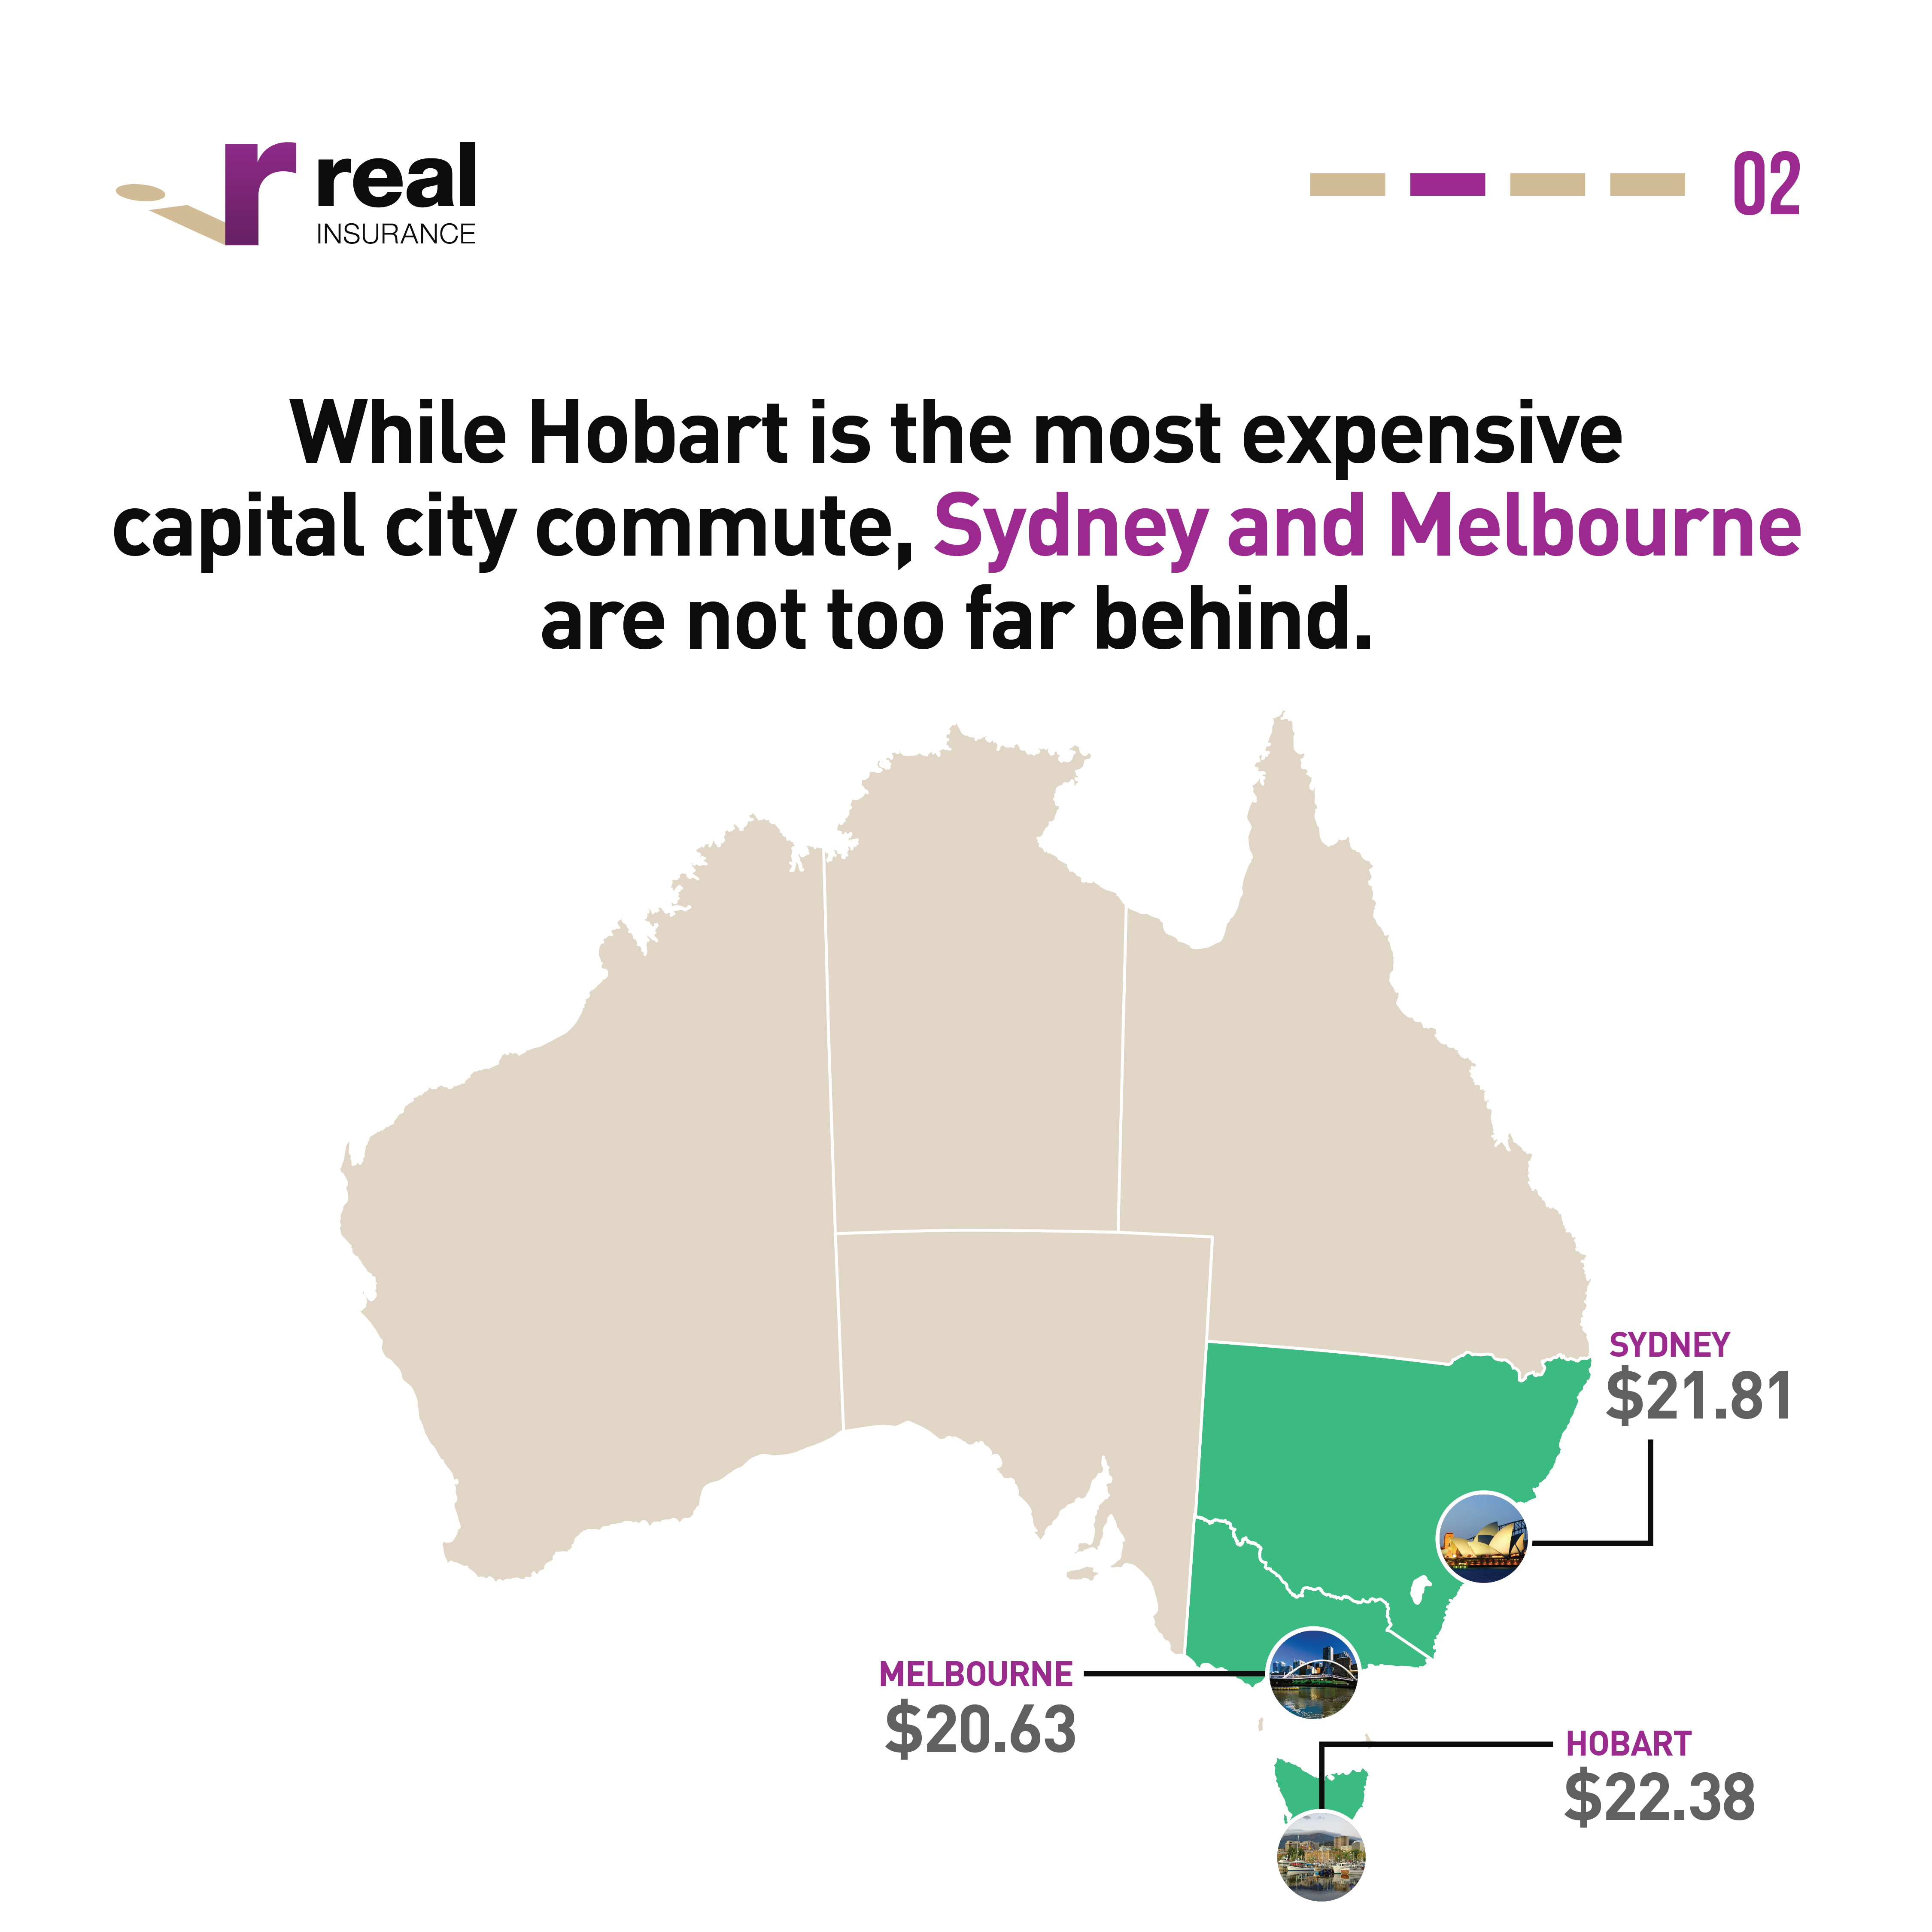 real
INSURANCE
02
While Hobart is the most expensive
capital city commute, Sydney and Melbourne
are not too far behind.
SYDNEY
$21.81
MELBOURNE
$20.63
HOBART
$22.38